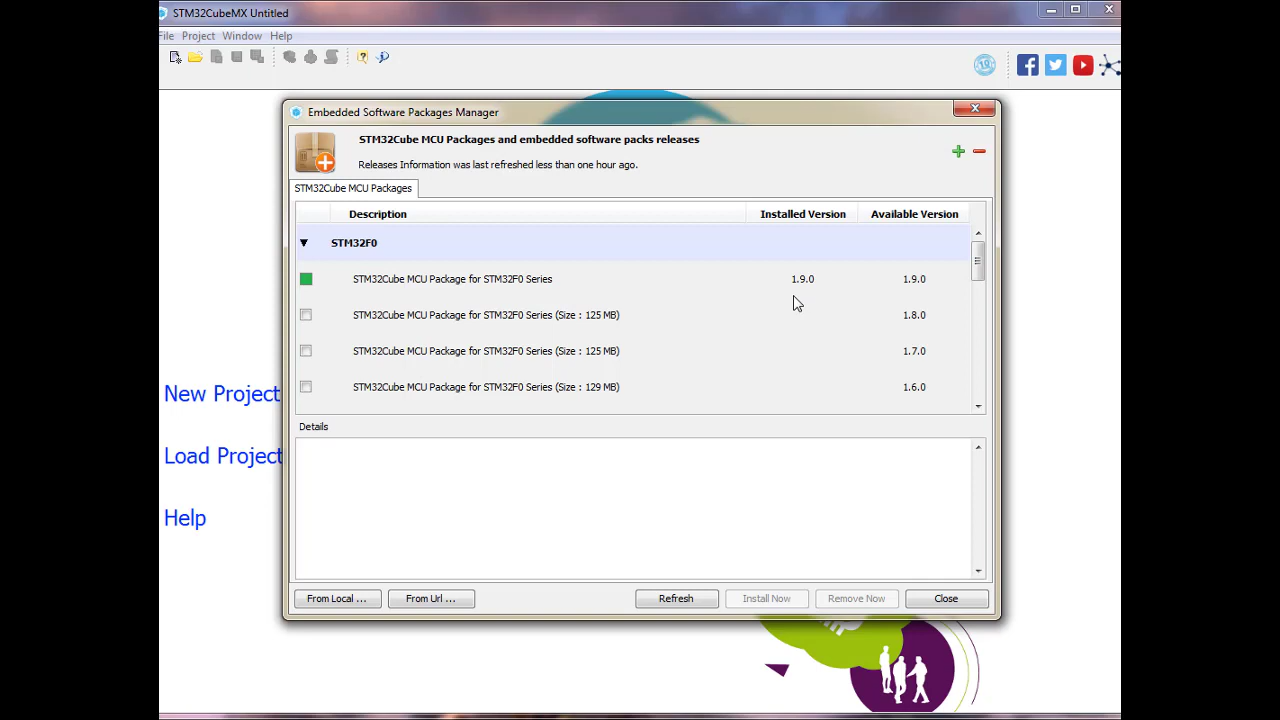 STM32CubeMX Untitled
File Project Window Help
Embedded Software Packages Manager
STM32Cube MCU Packages and embedded software packs releases
Releases Information was last refreshed less than one hour ago.
STM32Cube MCU Packages
Description Installed Version Available Version
STM32F0
STM32Cube MCU Package for STM32F0 Series 1.9.0 1.9.0
STM32Cube MCU Package for STM32F0 Series (Size : 125 MB) 1.8.0
STM32Cube MCU Package for STM32F0 Series (Size : 125 MB) 1.7.0
STM32Cube MCU Package for STM32F0 Series (Size : 129 MB) 1.6.0
New Project
Load Project
Help
Details
From Local ... From Url ... Refresh Install Now Remove Now Close